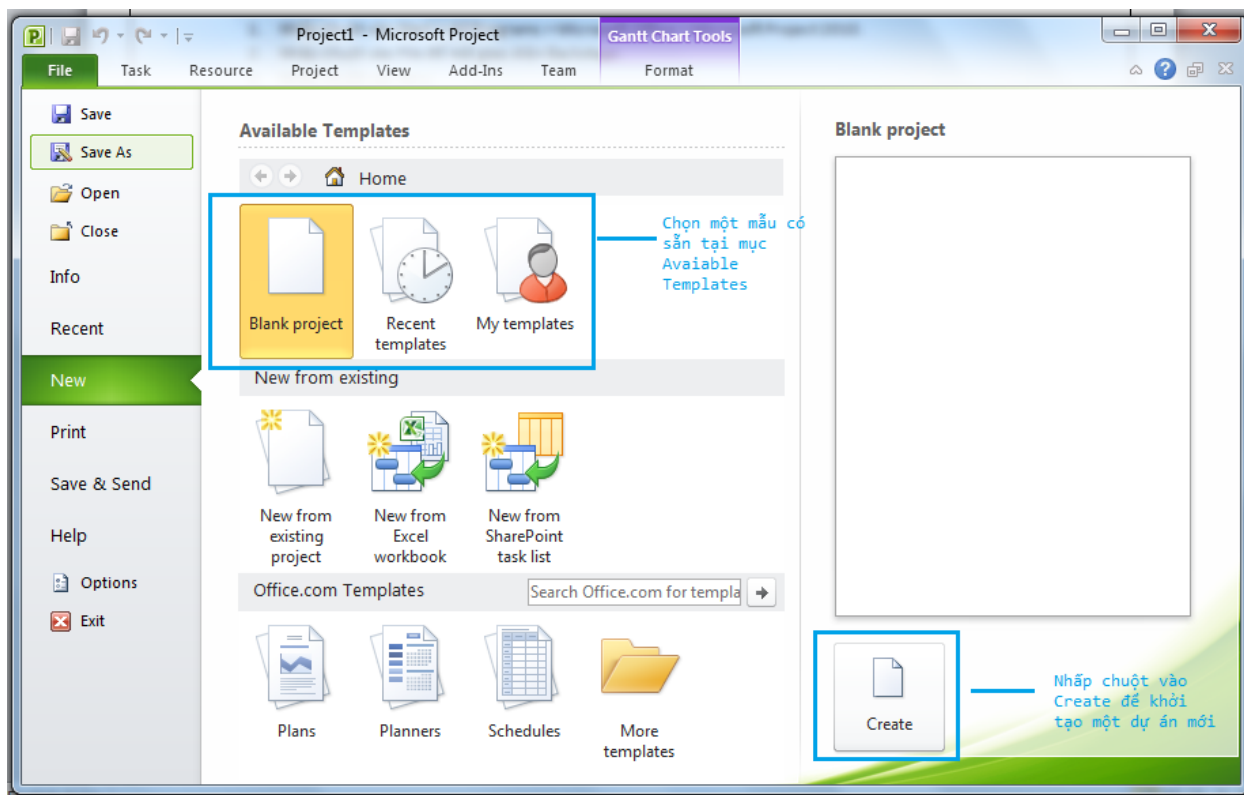 Project1 - Microsoft Project
Gantt Chart Tools
File Task Resource Project View Add-Ins Team Format
Save
Save As
Open
Close
Info
Recent
New
Print
Save & Send
Help
Options
Exit
Available Templates
Home
Blank project
Recent
templates
My templates
Chọn một mẫu có
sẵn tại mục
Avaiable
Templates
New from existing
New from
existing
project
New from
Excel
workbook
New from
SharePoint
task list
Office.com Templates
Search Office.com for templa
Plans
Planners
Schedules
More
templates
Blank project
Create
Nhấp chuột vào
Create để khởi
tạo một dự án mới